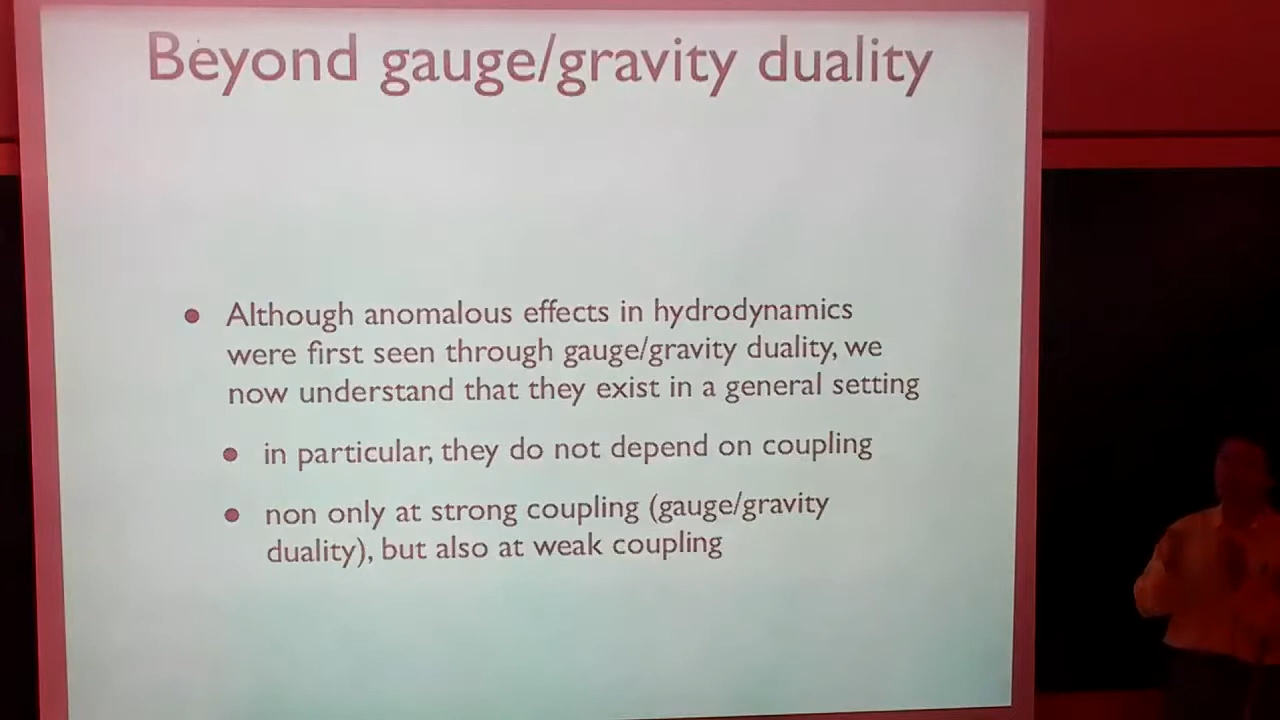 Beyond gauge/gravity duality
• Although anomalous effects in hydrodynamics
were first seen through gauge/gravity duality, we
now understand that they exist in a general setting
• in particular, they do not depend on coupling
• non only at strong coupling (gauge/gravity
duality), but also at weak coupling